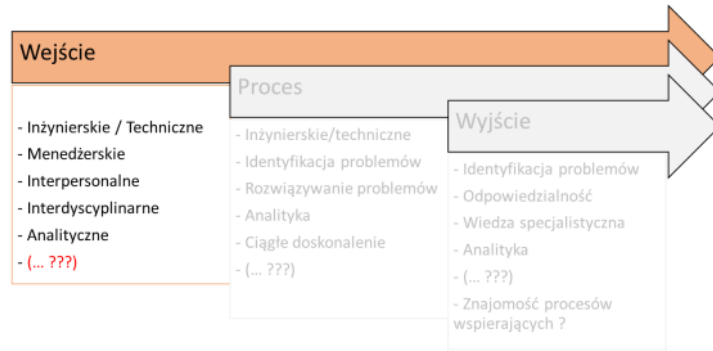 Wejście
- Inżynierskie / Techniczne
- Menedżerskie
- Interpersonalne
- Interdyscyplinarne
- Analityczne
- (... ???)
Proces
- Inżynierskie/techniczne
- Identyfikacja problemów
- Rozwiązywanie problemów
- Analityka
- Ciągłe doskonalenie
- (... ???)
Wyjście
- Identyfikacja problemów
- Odpowiedzialność
- Wiedza specjalistyczna
- Analityka
- (... ???)
- Znajomość procesów
wspierających ?